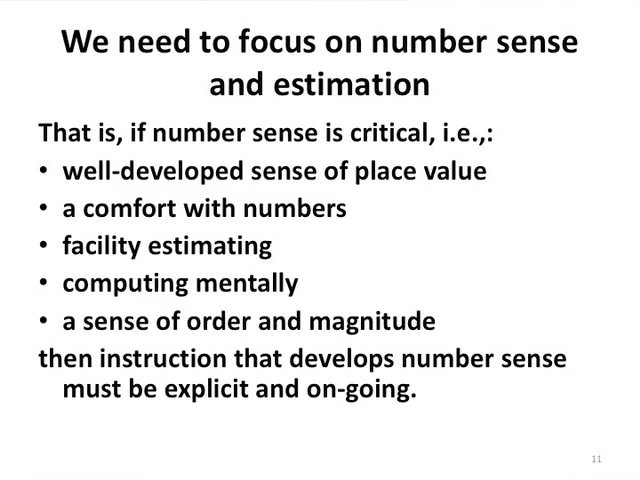 We need to focus on number sense
and estimation
That is, if number sense is critical, i.e.,:
• well-developed sense of place value
• a comfort with numbers
• facility estimating
• computing mentally
• a sense of order and magnitude
then instruction that develops number sense
must be explicit and on-going.
11